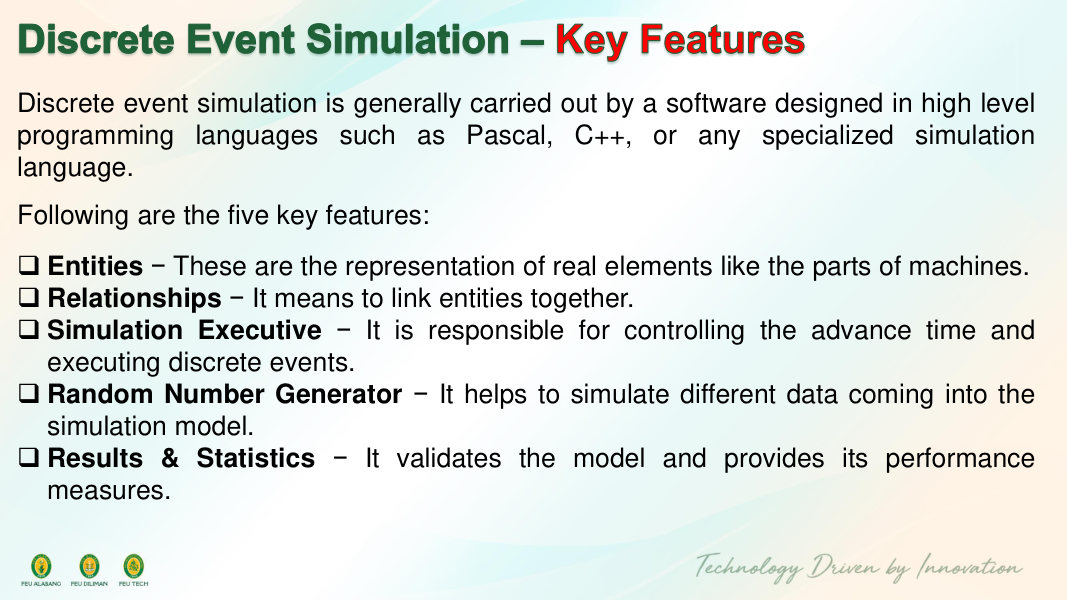 Discrete Event Simulation – Key Features
Discrete event simulation is generally carried out by a software designed in high level
programming languages such as Pascal, C++, or any specialized simulation
language.
Following are the five key features:
❑ Entities − These are the representation of real elements like the parts of machines.
❑ Relationships − It means to link entities together.
❑ Simulation Executive − It is responsible for controlling the advance time and
executing discrete events.
❑ Random Number Generator − It helps to simulate different data coming into the
simulation model.
❑ Results & Statistics − It validates the model and provides its performance
measures.
FEU ALABANG FEU DILIMAN FEU TECH
Technology Driven by Innovation